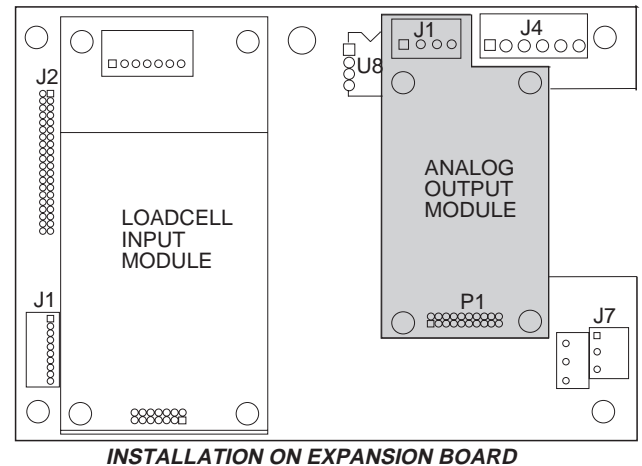 J1
J4
J2
U8
ANALOG
OUTPUT
MODULE
LOADCELL
INPUT
MODULE
J1
P1
J7
INSTALLATION ON EXPANSION BOARD